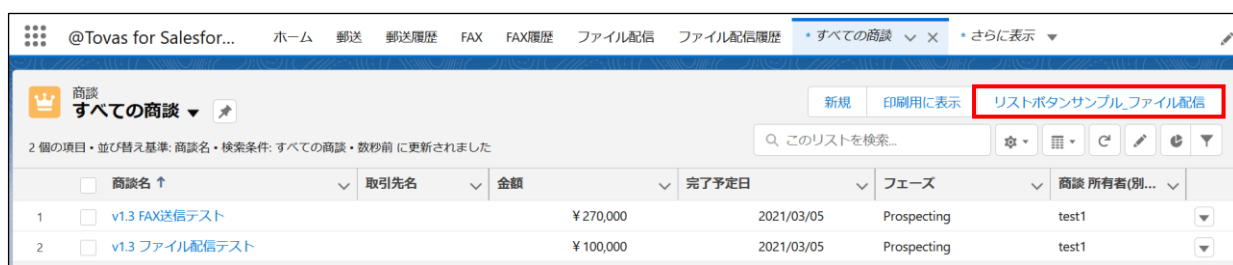 @Tovas for Salesfor... ホーム 郵送 郵送履歴 FAX FAX履歴 ファイル配信 ファイル配信履歴 * すべての商談 * さらに表示
商談
すべての商談
新規 印刷用に表示 リストボタンサンプル_ファイル配信
2 個の項目・並び替え基準: 商談名・検索条件: すべての商談・数秒前 に更新されました
このリストを検索...
商談名 ↑ 取引先名 金額 完了予定日 フェーズ 商談 所有者(別...
1 v1.3 FAX送信テスト ¥270,000 2021/03/05 Prospecting test1
2 v1.3 ファイル配信テスト ¥100,000 2021/03/05 Prospecting test1